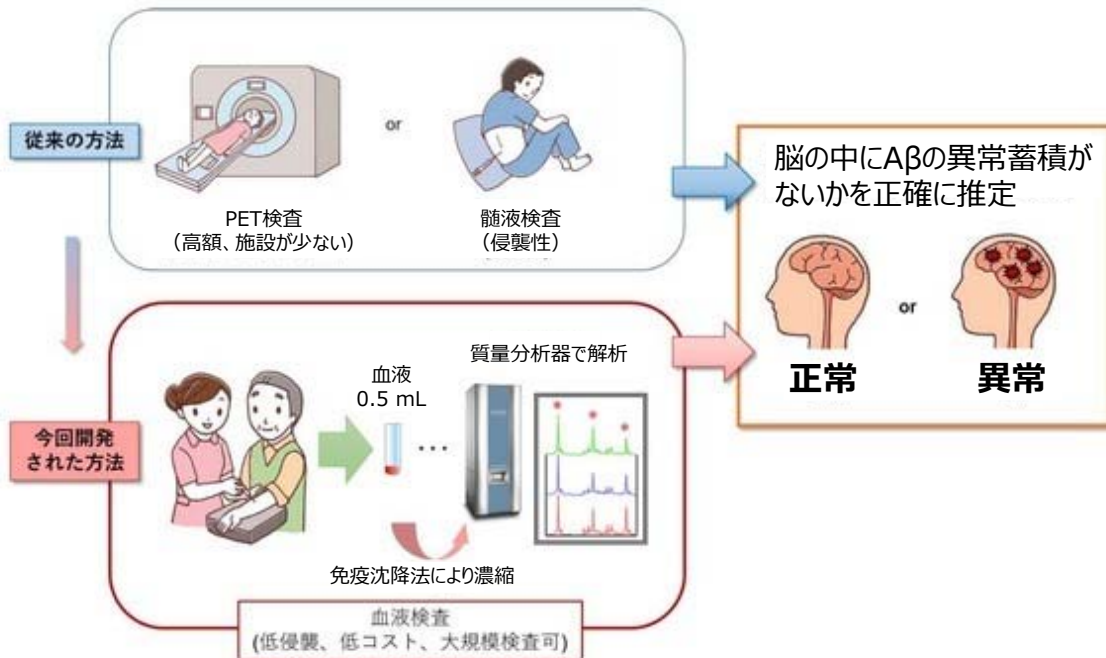 従来の方法
or
PET検査
（高額、施設が少ない）
髄液検査
（侵襲性）
脳の中にAβの異常蓄積が
ないかを正確に推定
or
正常
異常
今回開発
された方法
血液
0.5 mL
…
質量分析器で解析
免疫沈降法により濃縮
血液検査
(低侵襲、低コスト、大規模検査可)